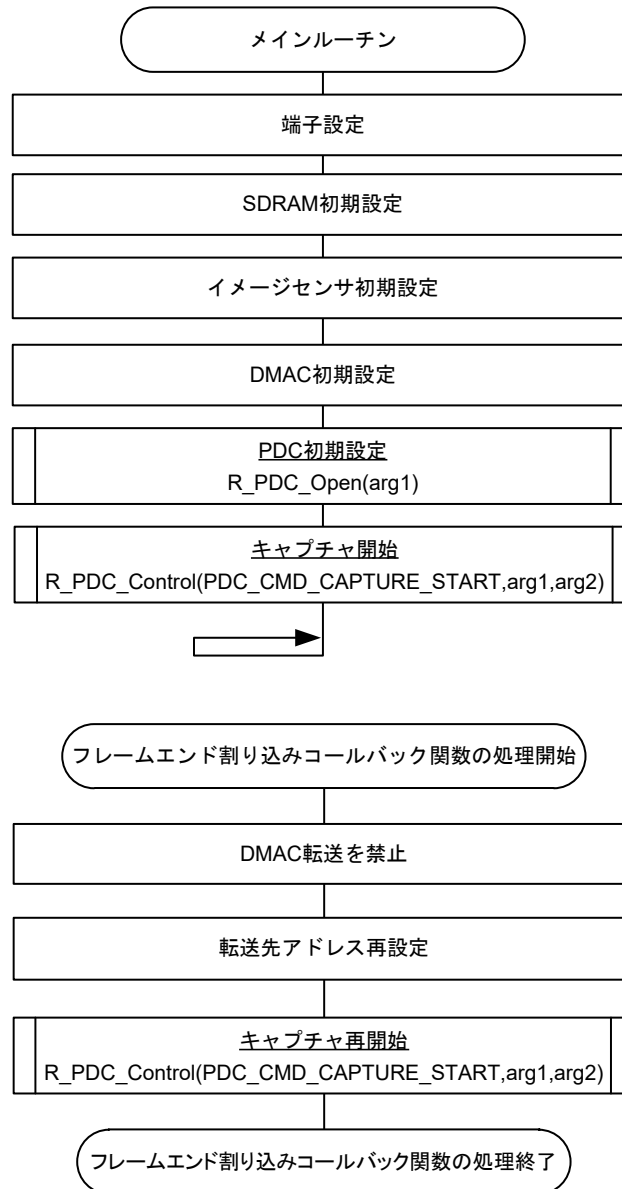 メインルーチン
端子設定
SDRAM初期設定
イメージセンサ初期設定
DMAC初期設定
PDC初期設定
R_PDC_Open(arg1)
キャプチャ開始
R_PDC_Control(PDC_CMD_CAPTURE_START,arg1,arg2)
フレームエンド割り込みコールバック関数の処理開始
DMAC転送を禁止
転送先アドレス再設定
キャプチャ再開始
R_PDC_Control(PDC_CMD_CAPTURE_START,arg1,arg2)
フレームエンド割り込みコールバック関数の処理終了